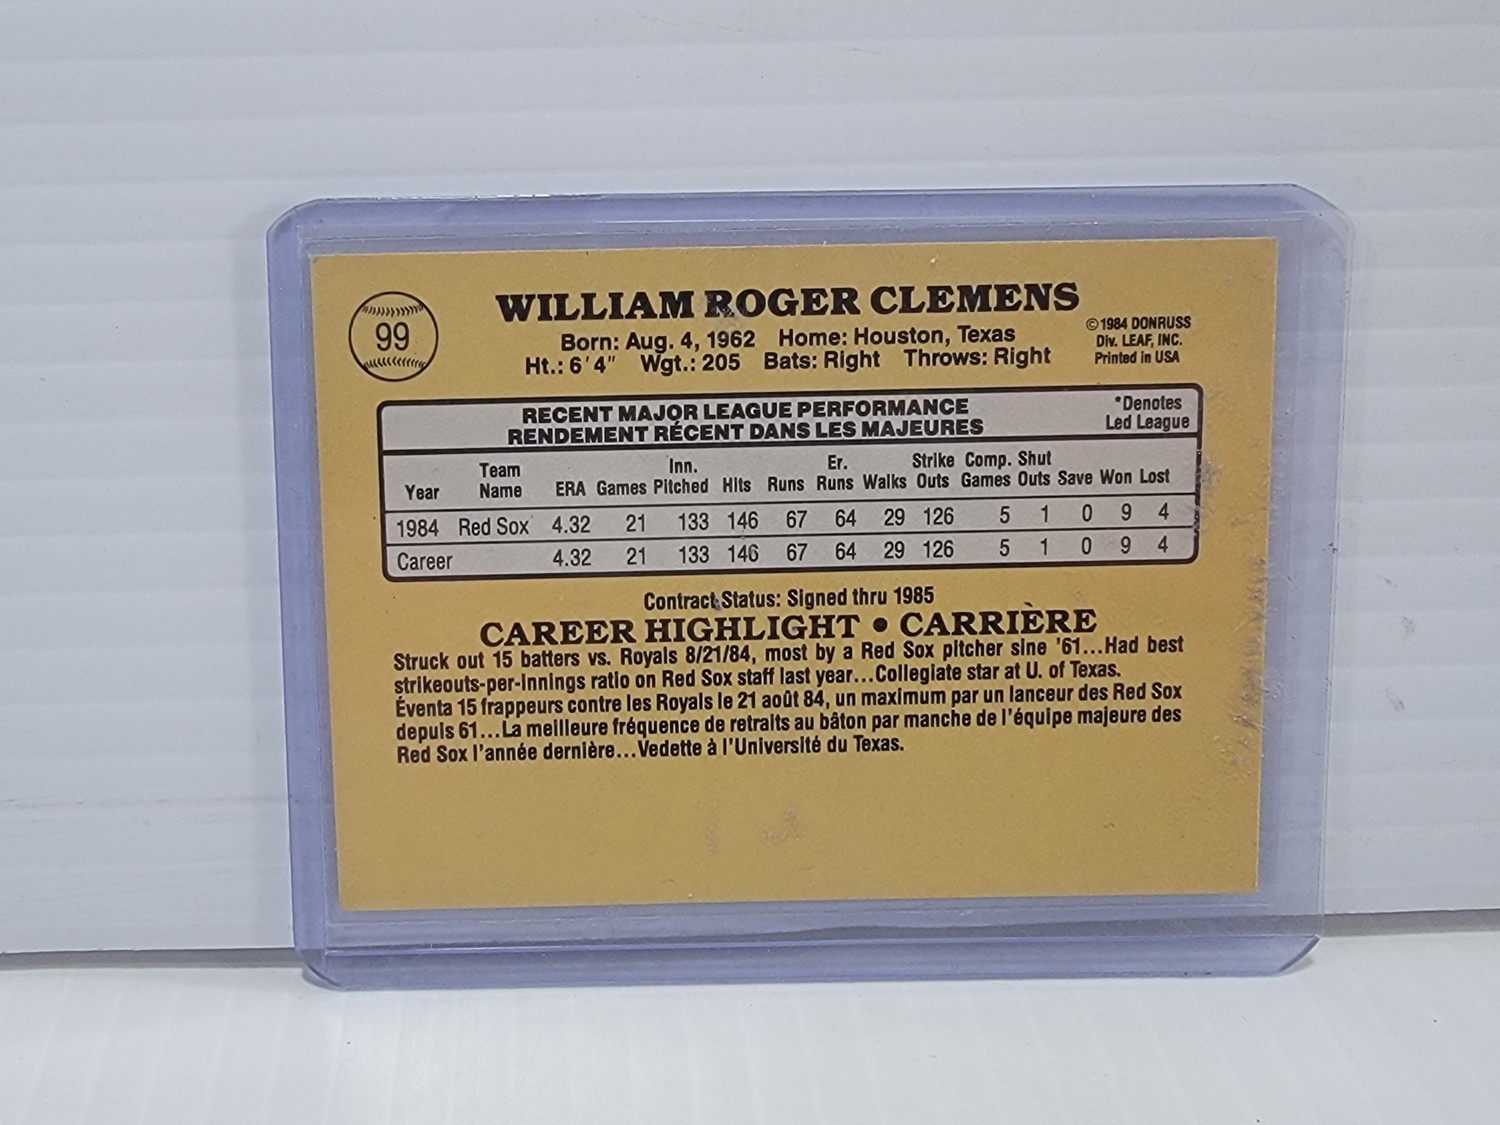 99
WILLIAM ROGER CLEMENS
Born: Aug. 4, 1962 Home: Houston, Texas
Ht.: 6'4" Wgt.: 205 Bats: Right Throws: Right
©1984 DONRUSS
Div. LEAF, INC.
Printed in USA
RECENT MAJOR LEAGUE PERFORMANCE
RENDEMENT RÉCENT DANS LES MAJEURES
*Denotes
Led League
Year Team Name ERA Games Inn. Pitched Hits Runs Er. Runs Walks Strike Outs Comp. Games Shut Outs Save Won Lost
1984 Red Sox 4.32 21 133 146 67 64 29 126 5 1 0 9 4
Career 4.32 21 133 146 67 64 29 126 5 1 0 9 4
Contract Status: Signed thru 1985
CAREER HIGHLIGHT • CARRIÈRE
Struck out 15 batters vs. Royals 8/21/84, most by a Red Sox pitcher sine '61...Had best
strikeouts-per-innings ratio on Red Sox staff last year...Collegiate star at U. of Texas.
Éventa 15 frappeurs contre les Royals le 21 août 84, un maximum par un lanceur des Red Sox
depuis 61...La meilleure fréquence de retraits au bâton par manche de l'équipe majeure des
Red Sox l'année dernière...Vedette à l'Université du Texas.